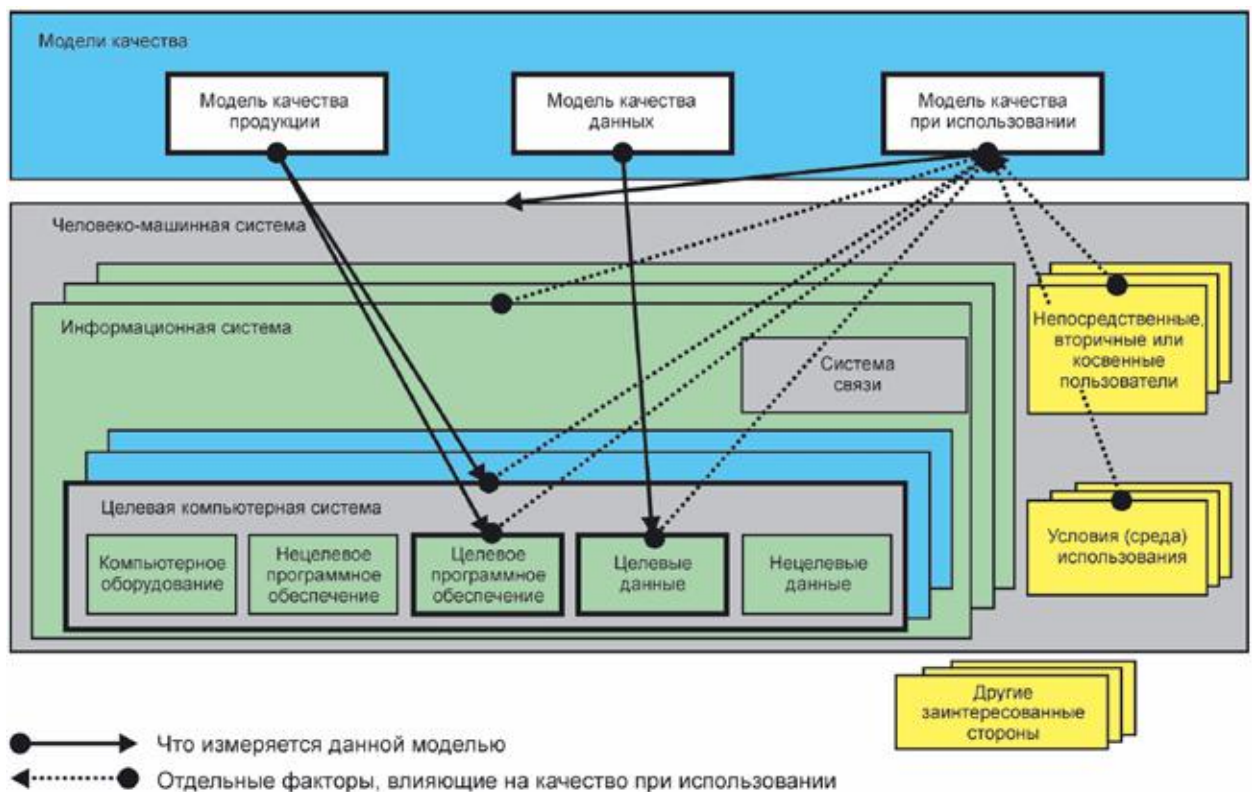 Модели качества
Модель качества
продукции
Модель качества
данных
Модель качества
при использовании
Человеко-машинная система
Информационная система
Система
связи
Непосредственные,
вторичные или
косвенные
пользователи
Целевая компьютерная система
Компьютерное
оборудование
Нецелевое
программное
обеспечение
Целевое
программное
обеспечение
Целевые
данные
Нецелевые
данные
Условия (среда)
использования
Другие
заинтересованные
стороны
Что измеряется данной моделью
Отдельные факторы, влияющие на качество при использовании